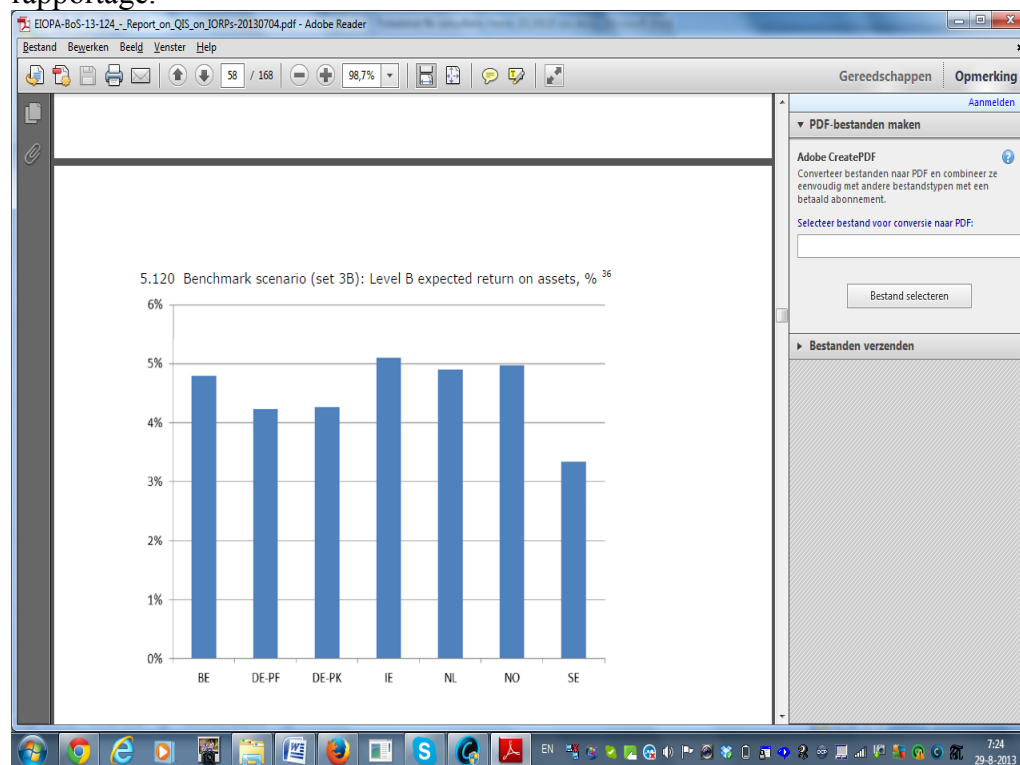 rapportage.
EIOPA-BoS-13-124_-_Report_on_QIS_on_IORPs-20130704.pdf - Adobe Reader
Bestand Bewerken Beeld Venster Help
58 / 168 98,7% Gereedschappen Opmerking
Aanmelden
PDF-bestanden maken
Adobe CreatePDF
Converteer bestanden naar PDF en combineer ze
eenvoudig met andere bestandstypen met een
betaald abonnement.
Selecteer bestand voor conversie naar PDF:
Bestand selecteren
Bestanden verzenden
5.120 Benchmark scenario (set 3B): Level B expected return on assets, % 36
6%
5%
4%
3%
2%
1%
0%
BE DE-PF DE-PK IE NL NO SE
EN
7:24
29-8-2013